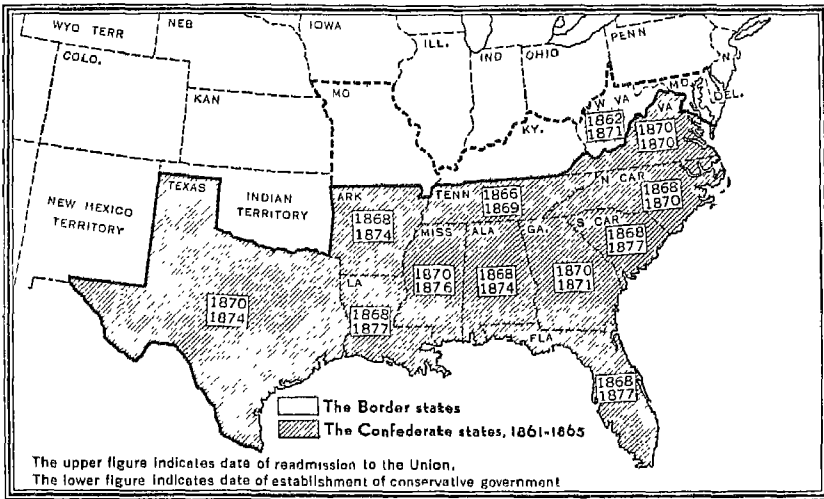 WYO TERR
NEB
IOWA
ILL.
IND
OHIO
PENN
N
COLO.
KAN
MO
KY.
W VA
MD.
DEL.
VA
1862
1871
1870
1870
NEW MEXICO
TERRITORY
TEXAS
INDIAN
TERRITORY
ARK
1868
1874
TENN
1866
1869
N CAR
1868
1870
MISS
1870
1876
ALA
1868
1874
GA.
1870
1871
S CAR
1868
1877
1870
1874
LA
1868
1877
FLA
1868
1877
The Border states
The Confederate states, 1861-1865
The upper figure indicates date of readmission to the Union.
The lower figure indicates date of establishment of conservative government